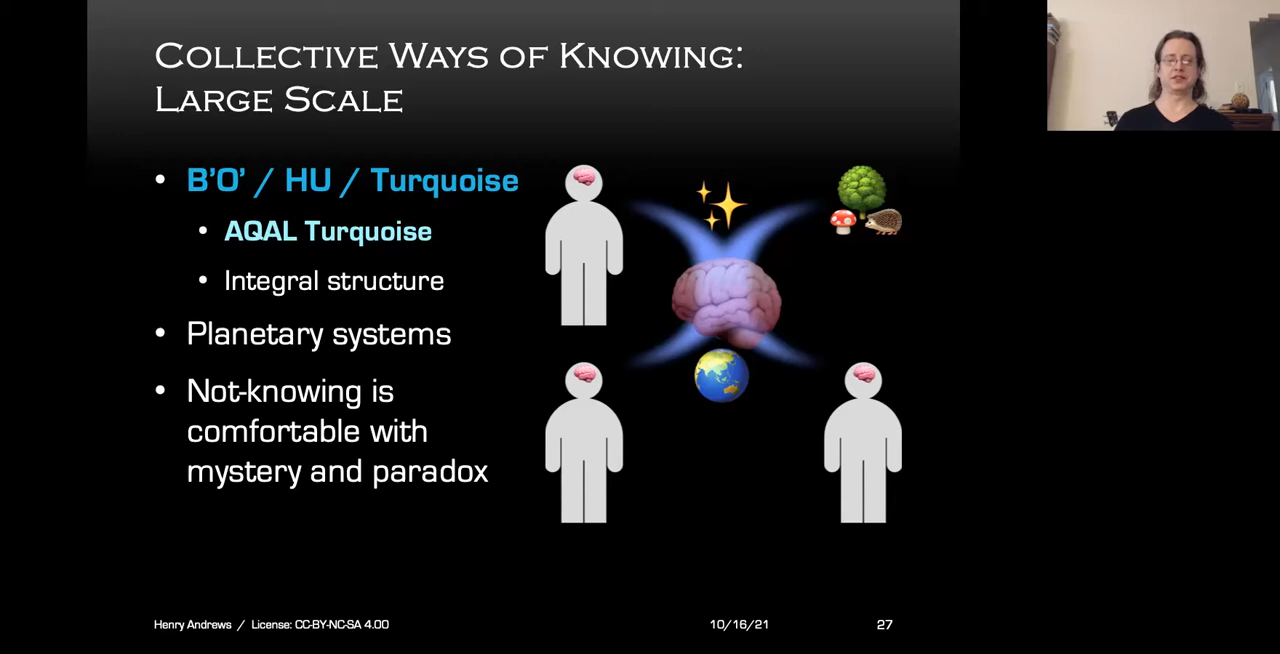 Collective Ways of Knowing:
Large Scale
• B’O’ / HU / Turquoise
• AQAL Turquoise
• Integral structure
• Planetary systems
• Not-knowing is
comfortable with
mystery and paradox
Henry Andrews / License: CC-BY-NC-SA 4.00
10/16/21
27